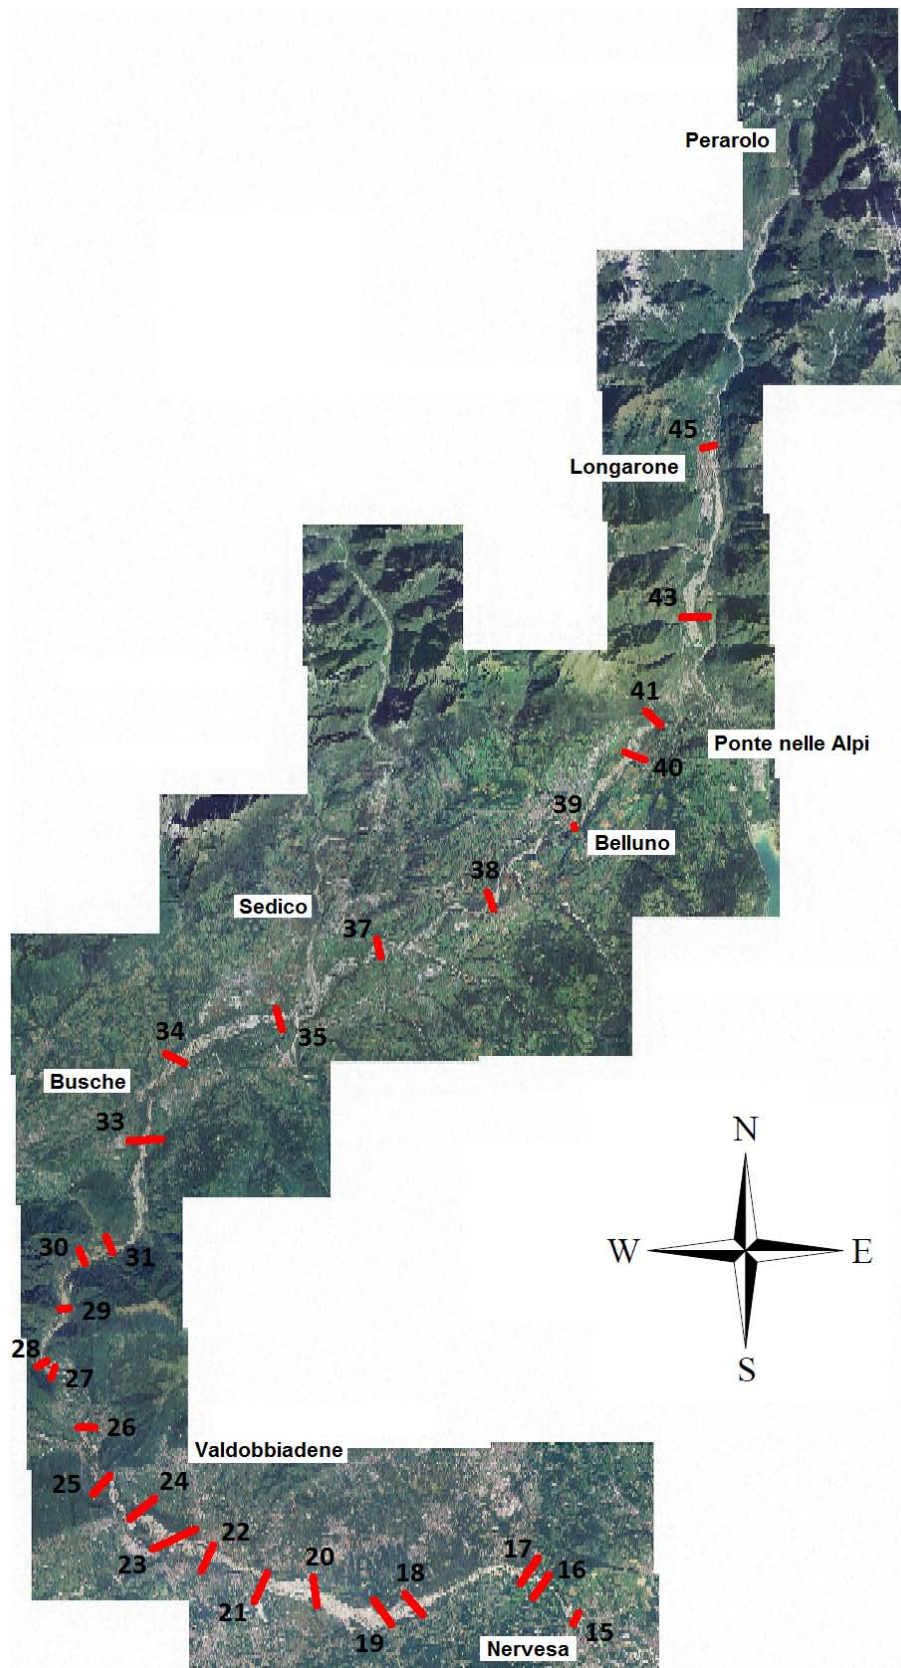 Perarolo
45
Longarone
43
41
Ponte nelle Alpi
40
39
Belluno
38
Sedico
37
35
34
Busche
33
N
W
E
S
30
31
29
28
27
26
Valdobbiadene
25
24
23
22
21
20
19
18
17
16
15
Nervesa